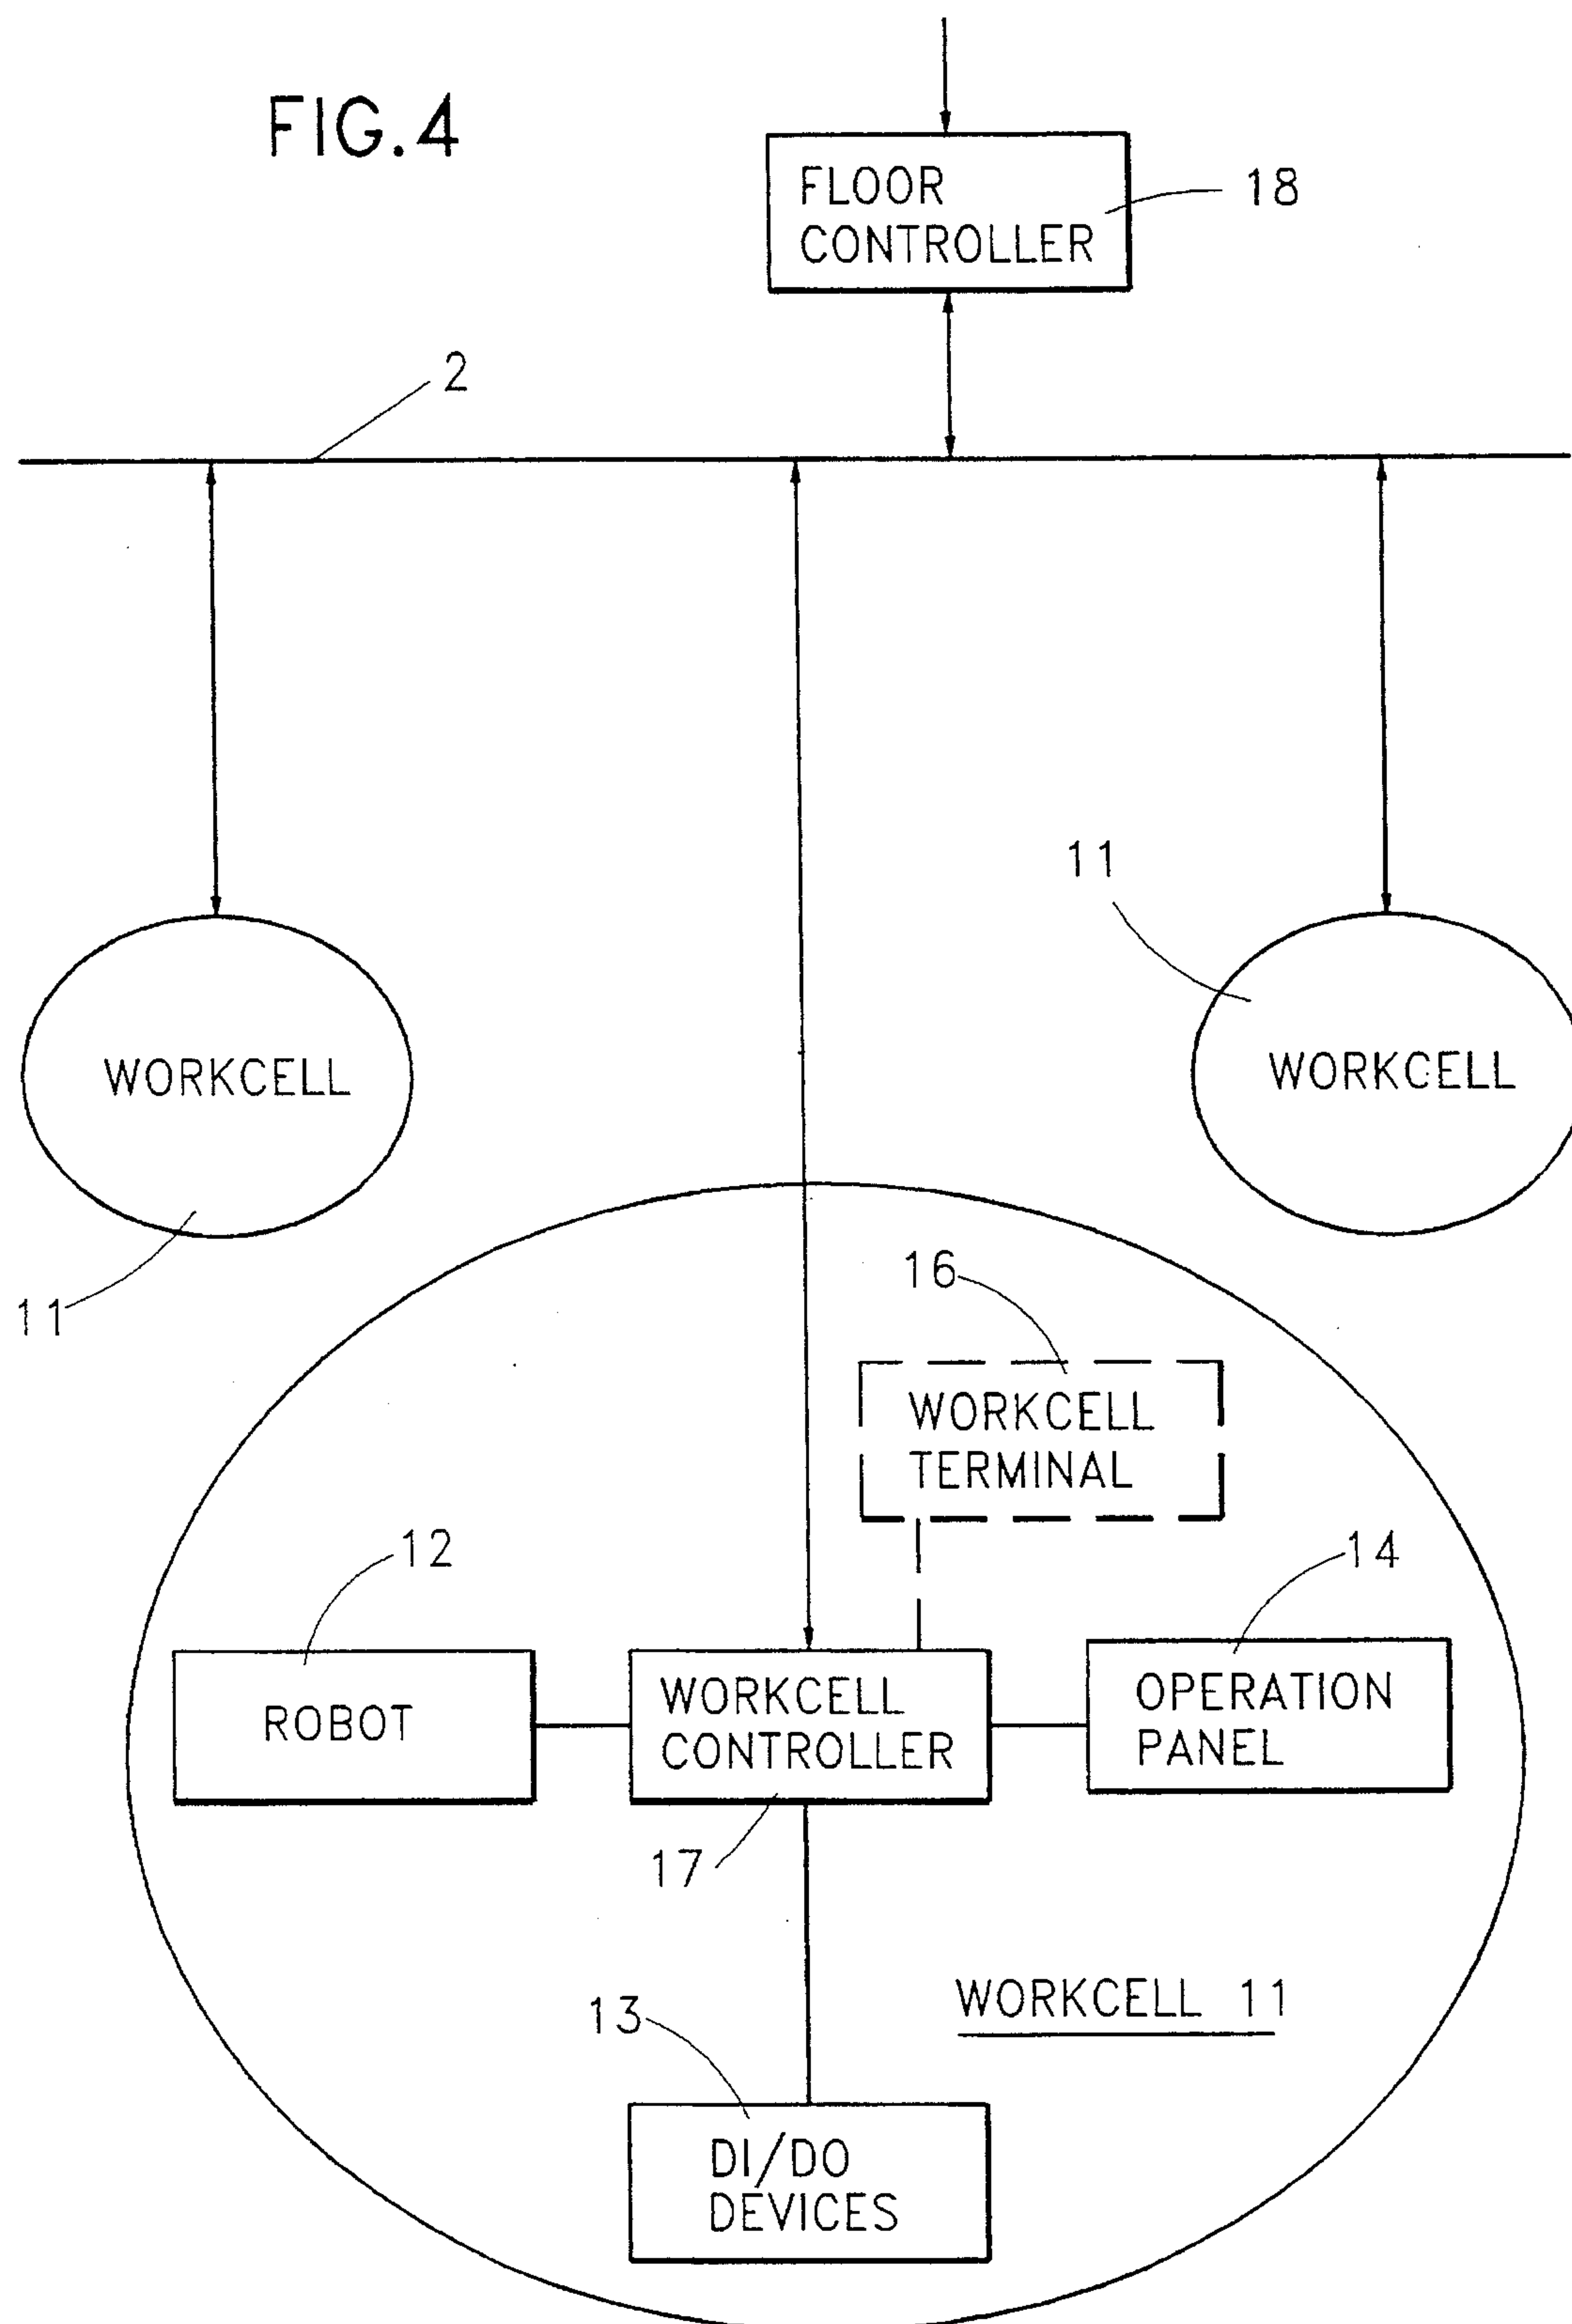 FIG.4
FLOOR
CONTROLLER
18
2
11
WORKCELL
WORKCELL
11
16
WORKCELL
TERMINAL
12
14
ROBOT
WORKCELL
CONTROLLER
OPERATION
PANEL
17
WORKCELL 11
13
DI/DO
DEVICES